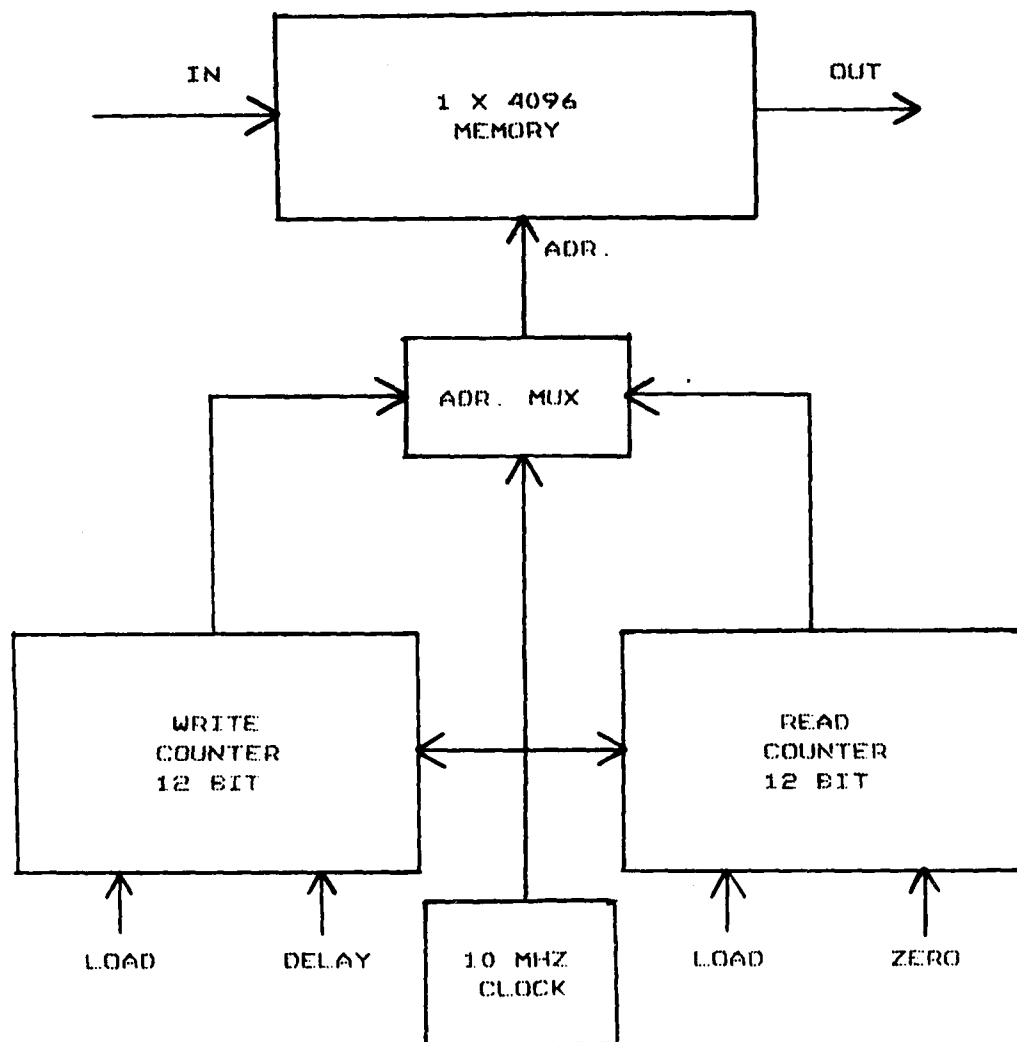 IN
OUT
1 X 4096
MEMORY
ADR.
ADR. MUX
WRITE
COUNTER
12 BIT
READ
COUNTER
12 BIT
LOAD
DELAY
10 MHZ
CLOCK
LOAD
ZERO